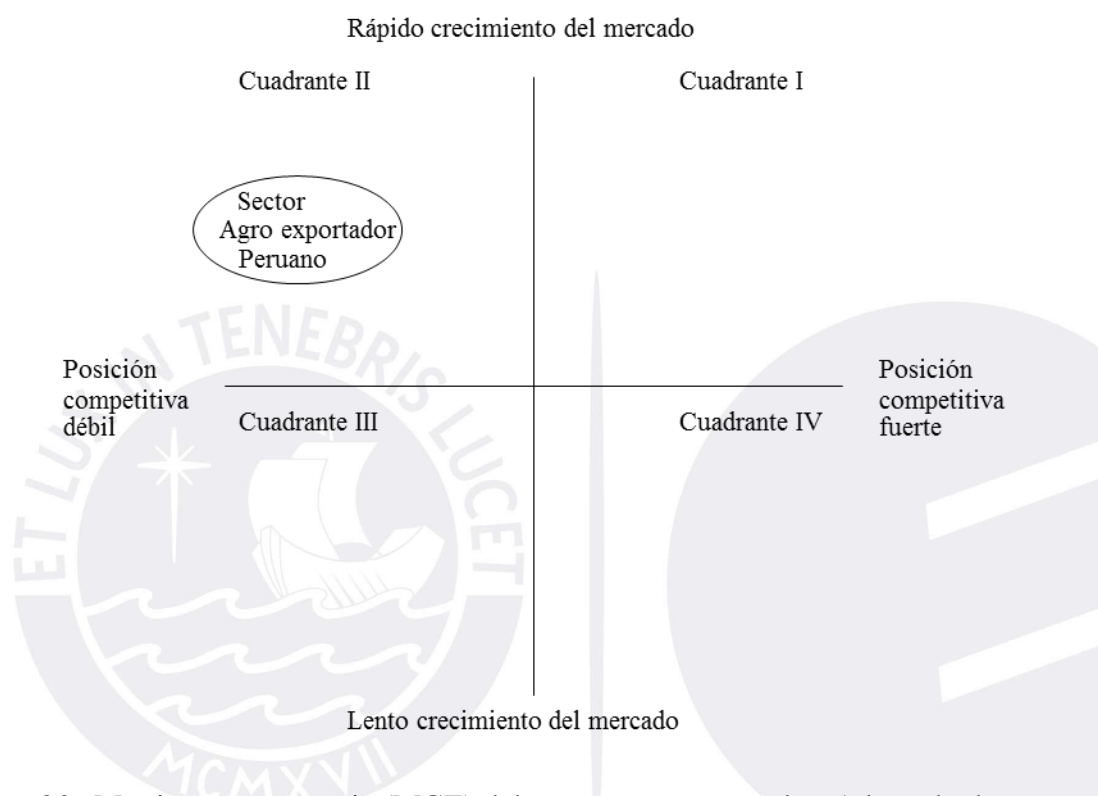 Rápido crecimiento del mercado
Cuadrante II
Cuadrante I
Sector
Agro exportador
Peruano
Posición
competitiva
débil
Posición
competitiva
fuerte
Cuadrante III
Cuadrante IV
Lento crecimiento del mercado
ET LUX IN TENEBRIS LUCET
MCMXVII